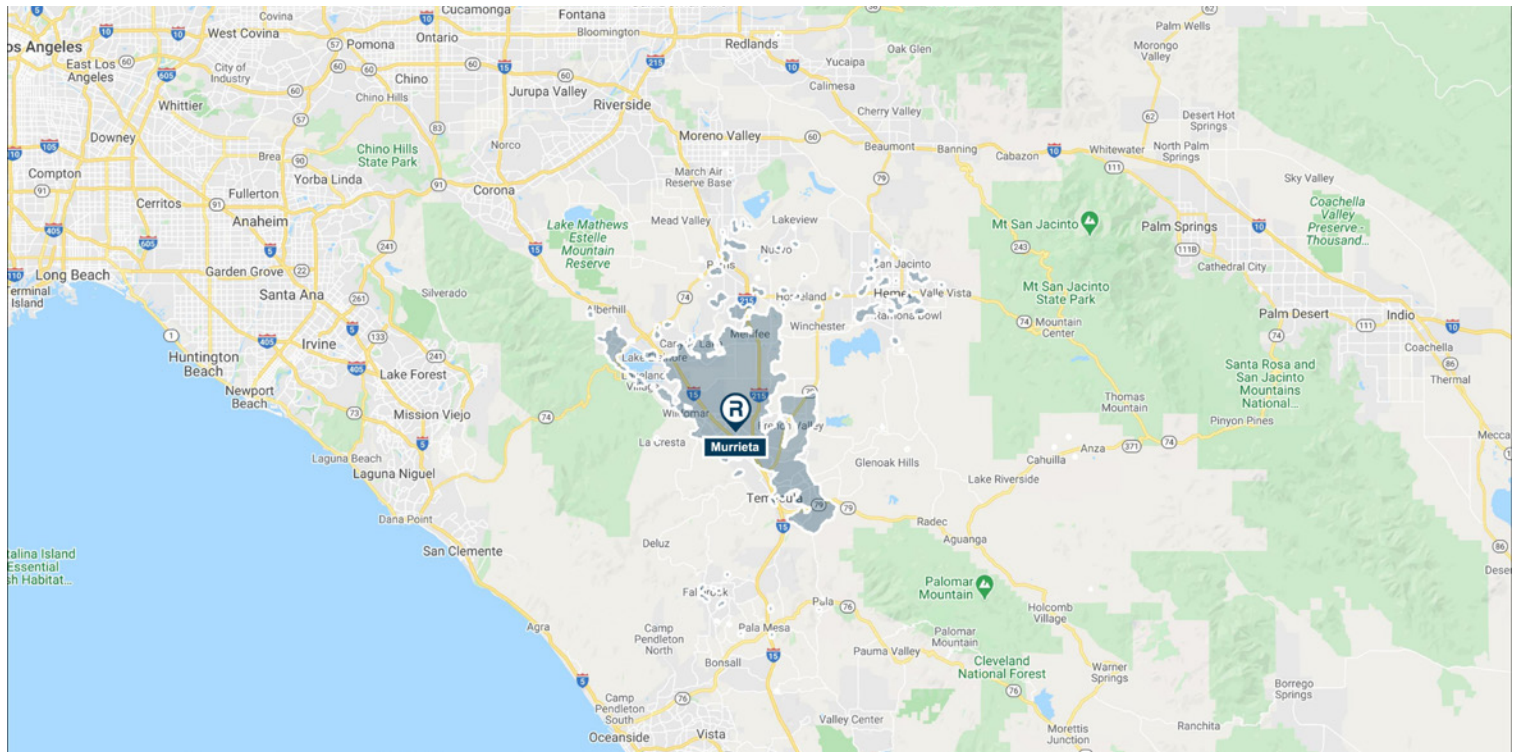 Covina
Cucamonga
Fontana
Bloomington
West Covina
Pomona
Ontario
Redlands
Oak Glen
Palm Wells
Morongo
Valley
os Angeles
East Los
Angeles
City of
Industry
Chino
Jurupa Valley
Riverside
Yucaipa
Calimesa
Whittier
Chino Hills
Cherry Valley
Desert Hot
Springs
Downey
Brea
Chino Hills
State Park
Norco
Moreno Valley
Beaumont
Banning
Cabazon
Whitewater
North Palm
Springs
Compton
Yorba Linda
Fullerton
Corona
March Air
Reserve Base
Sky Valley
Cerritos
Anaheim
Lake Mathews
Estelle
Mountain
Reserve
Mead Valley
Lakeview
Mt San Jacinto
Palm Springs
Coachella
Valley
Preserve -
Thousand...
Long Beach
Garden Grove
San Jacinto
Cathedral City
Terminal
Island
Santa Ana
Silverado
Alberhill
Valle Vista
Mt San Jacinto
State Park
Palm Desert
Indio
Irvine
Menifee
Winchester
Ramona Bowl
Mountain
Center
Coachella
Huntington
Beach
Lake Forest
Santa Rosa and
San Jacinto
Mountains
National...
Thermal
Newport
Beach
Mission Viejo
Wildomar
R
French Valley
Thomas
Mountain
Pinyon Pines
La Cresta
Murrieta
Laguna Beach
Laguna Niguel
Glenoak Hills
Cahuilla
Anza
Mecca
Lake Riverside
Temecula
Dana Point
San Clemente
Deluz
Radec
Aguanga
talina Island
Essential
sh Habitat...
Palomar
Mountain
Fallbrook
Pala
Holcomb
Village
Agra
Camp
Pendleton
North
Pala Mesa
Palomar
Mountain
Bonsall
Pauma Valley
Cleveland
National Forest
Warner
Springs
Borrego
Springs
Camp
Pendleton
South
Valley Center
Morettis
Junction
Ranchita
Oceanside
Vista